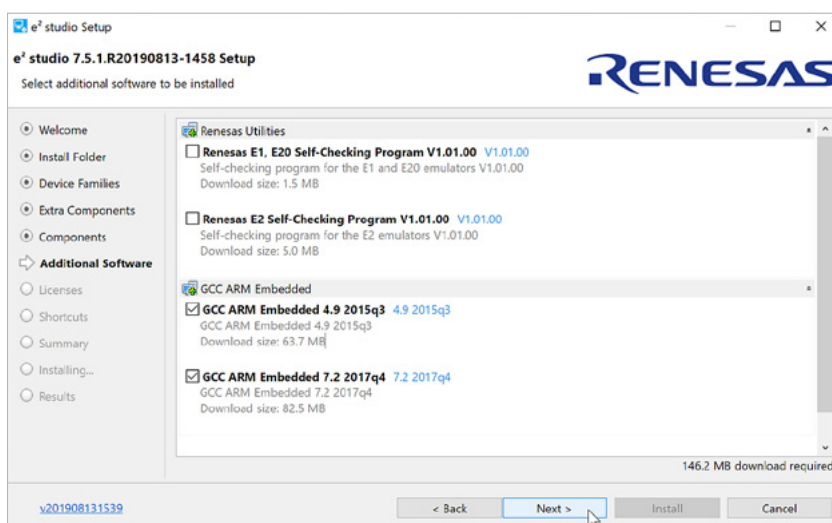 e² studio Setup
e² studio 7.5.1.R20190813-1458 Setup
Select additional software to be installed
RENESAS
Welcome
Install Folder
Device Families
Extra Components
Components
Additional Software
Licenses
Shortcuts
Summary
Installing...
Results
Renesas Utilities
Renesas E1, E20 Self-Checking Program V1.01.00 V1.01.00
Self-checking program for the E1 and E20 emulators V1.01.00
Download size: 1.5 MB
Renesas E2 Self-Checking Program V1.01.00 V1.01.00
Self-checking program for the E2 emulators V1.01.00
Download size: 5.0 MB
GCC ARM Embedded
GCC ARM Embedded 4.9 2015q3 4.9 2015q3
GCC ARM Embedded 4.9 2015q3
Download size: 63.7 MB
GCC ARM Embedded 7.2 2017q4 7.2 2017q4
GCC ARM Embedded 7.2 2017q4
Download size: 82.5 MB
146.2 MB download required
v201908131539
< Back
Next >
Install
Cancel